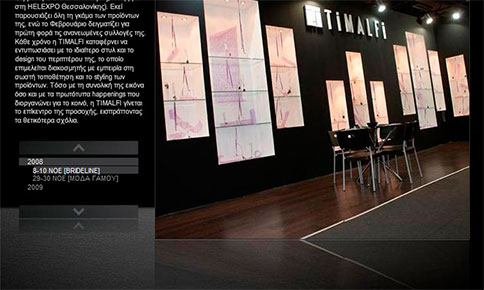 στη HELEXPO Θεσσαλονίκης). Εκεί
παρουσιάζει όλη τη γκάμα των προϊόντων
της, ενώ το Φεβρουάριο δειγματίζει για
πρώτη φορά τις ανανεωμένες συλλογές της.
Κάθε χρόνο η TIMALFI καταφέρνει να
εντυπωσιάσει με το ιδιαίτερο στυλ και το
design του περιπτέρου της, το οποίο
επιμελείται διακοσμητής με εμπειρία στη
σωστή τοποθέτηση και το styling των
προϊόντων. Τόσο με τη συνολική της εικόνα
όσο και με τα πρωτότυπα happenings που
διοργανώνει για το κοινό, η TIMALFI γίνεται
το επίκεντρο της προσοχής, εισπράττοντας
τα θετικότερα σχόλια.
TiMALFi
2008
8-10 ΝΟΕ [BRIDELINE]
29-30 ΝΟΕ [ΜΟΔΑ ΓΑΜΟΥ]
2009